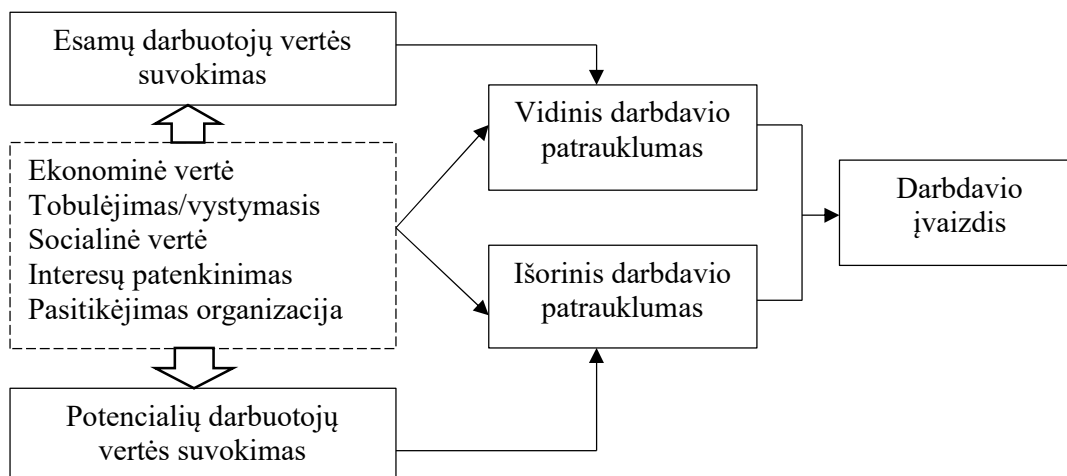 Esamų darbuotojų vertės
suvokimas
Vidinis darbdavio
patrauklumas
Ekonominė vertė
Tobulėjimas/vystymasis
Socialinė vertė
Interesų patenkinimas
Pasitikėjimas organizacija
Darbdavio
įvaizdis
Išorinis darbdavio
patrauklumas
Potencialių darbuotojų
vertės suvokimas